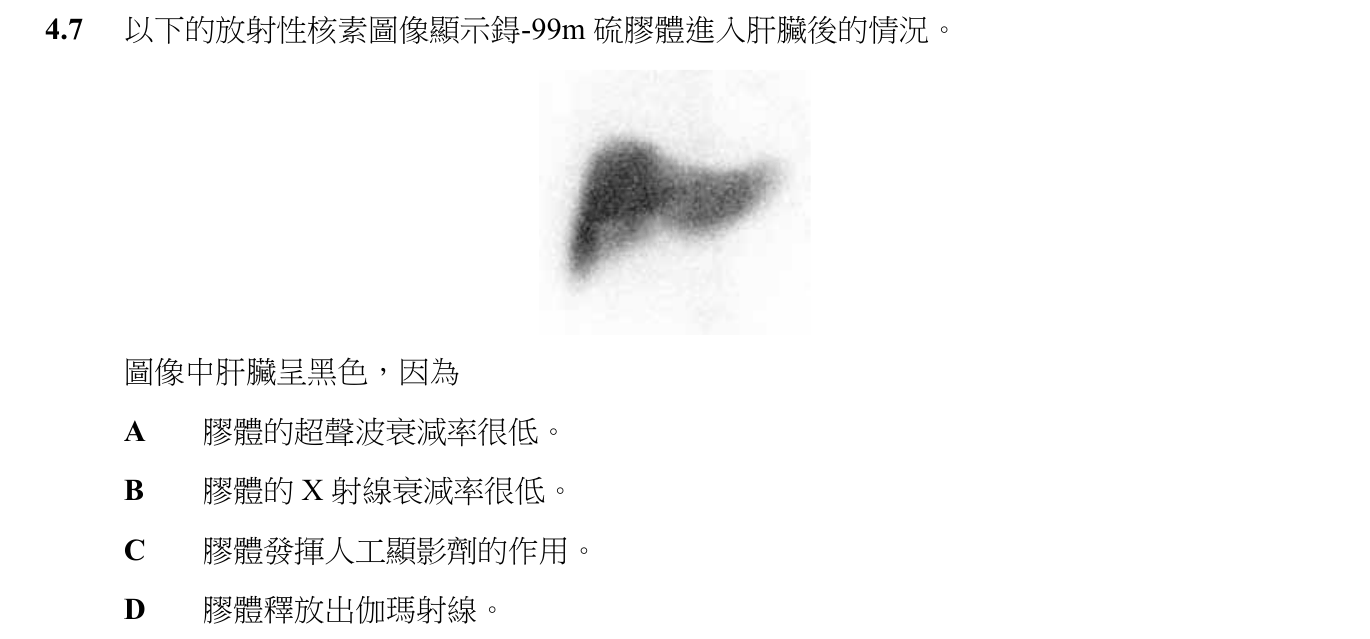 4.7 以下的放射性核素圖像顯示鍀-99m 硫膠體進入肝臟後的情況。
圖像中肝臟呈黑色，因為
A 膠體的超聲波衰減率很低。
B 膠體的 X 射線衰減率很低。
C 膠體發揮人工顯影劑的作用。
D 膠體釋放出伽瑪射線。